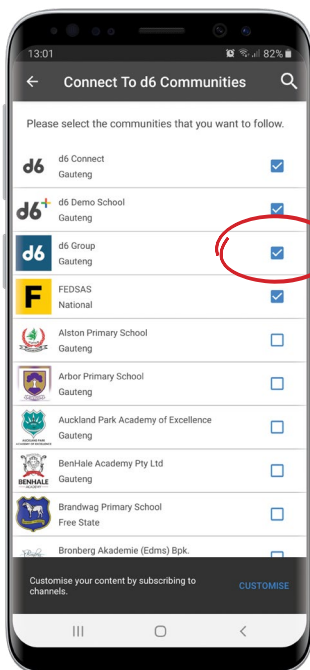 13:01 82%
Connect To d6 Communities
Please select the communities that you want to follow.
d6
d6 Connect
Gauteng
d6+
d6 Demo School
Gauteng
d6
d6 Group
Gauteng
F
FEDSAS
National
Alston Primary School
Gauteng
Arbor Primary School
Gauteng
AUCKLAND PARK
Auckland Park Academy of Excellence
Gauteng
BENHALE
BenHale Academy Pty Ltd
Gauteng
Brandwag Primary School
Free State
Bronberg Akademie (Edms) Bpk.
Customise your content by subscribing to
channels.
CUSTOMISE